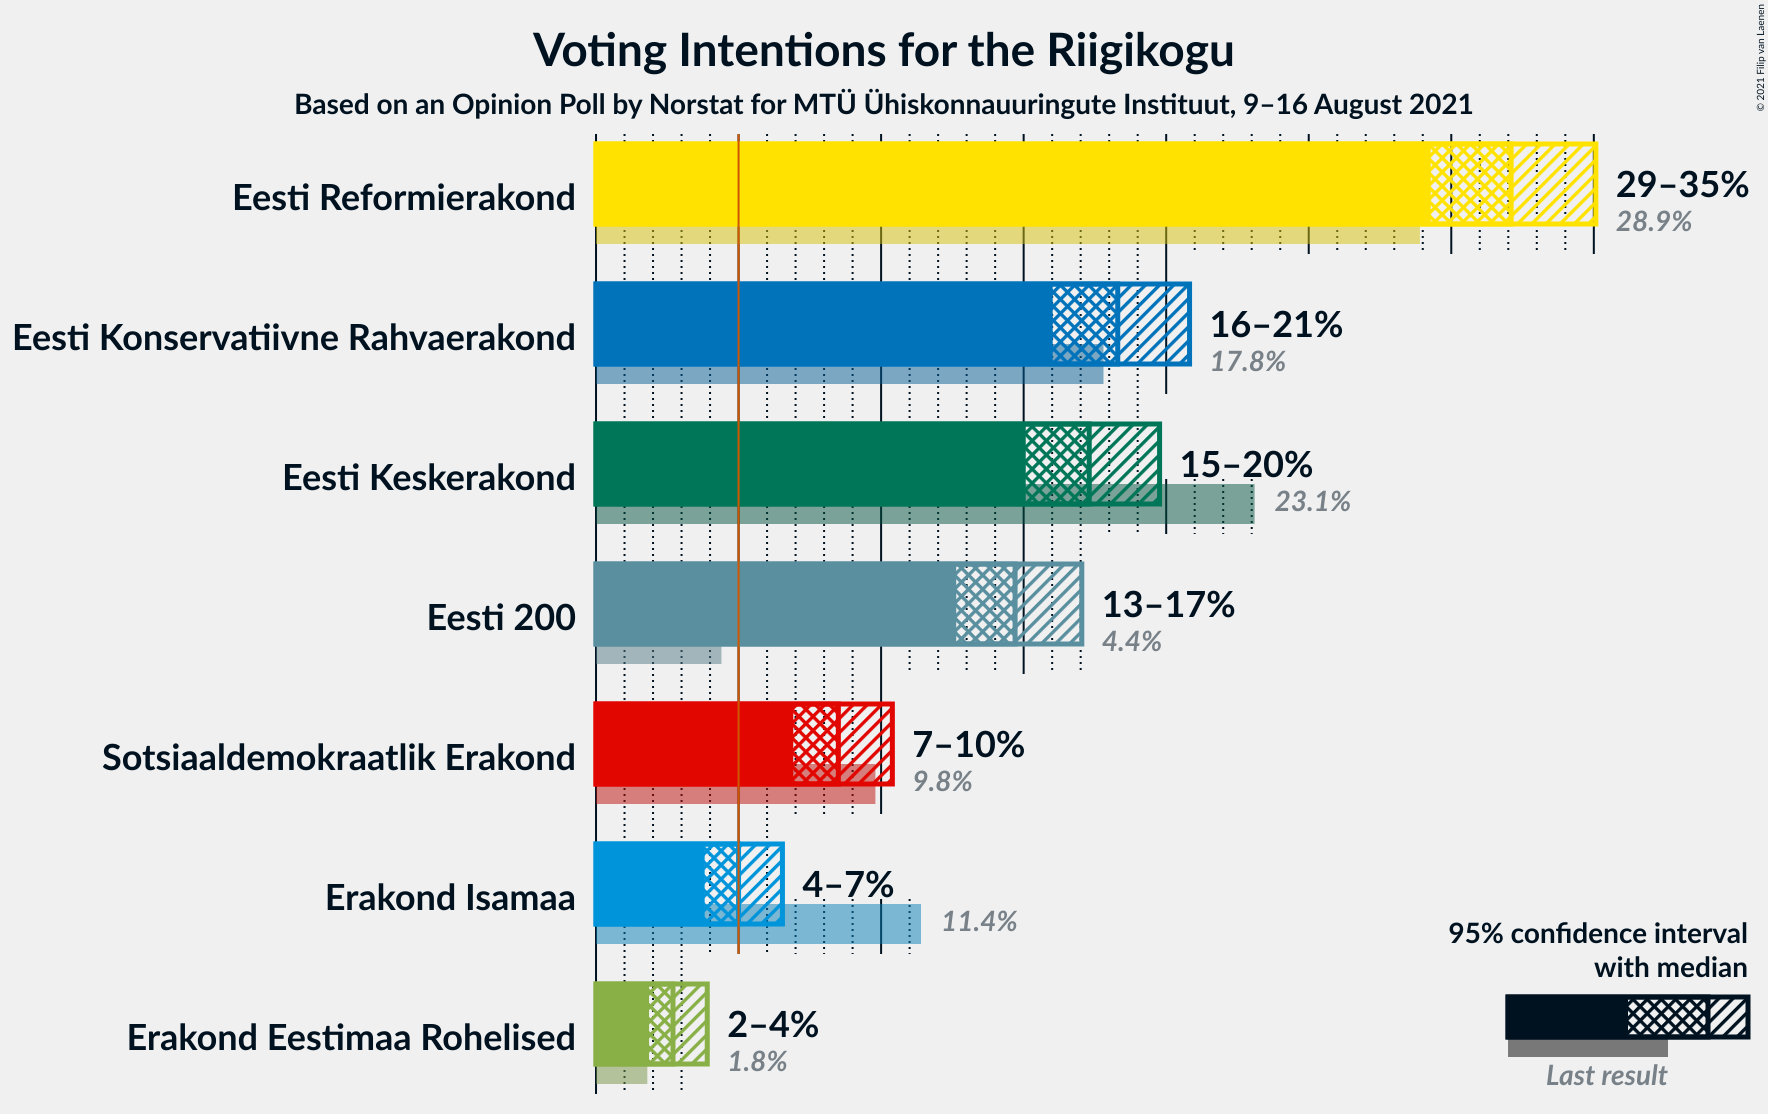 Voting Intentions for the Riigikogu
Based on an Opinion Poll by Norstat for MTÜ Ühiskonnauuringute Instituut, 9–16 August 2021
© 2021 Filip van Laenen
Eesti Reformierakond
29–35%
28.9%
Eesti Konservatiivne Rahvaerakond
16–21%
17.8%
Eesti Keskerakond
15–20%
23.1%
Eesti 200
13–17%
4.4%
Sotsiaaldemokraatlik Erakond
7–10%
9.8%
Erakond Isamaa
4–7%
11.4%
Erakond Eestimaa Rohelised
2–4%
1.8%
95% confidence interval
with median
Last result